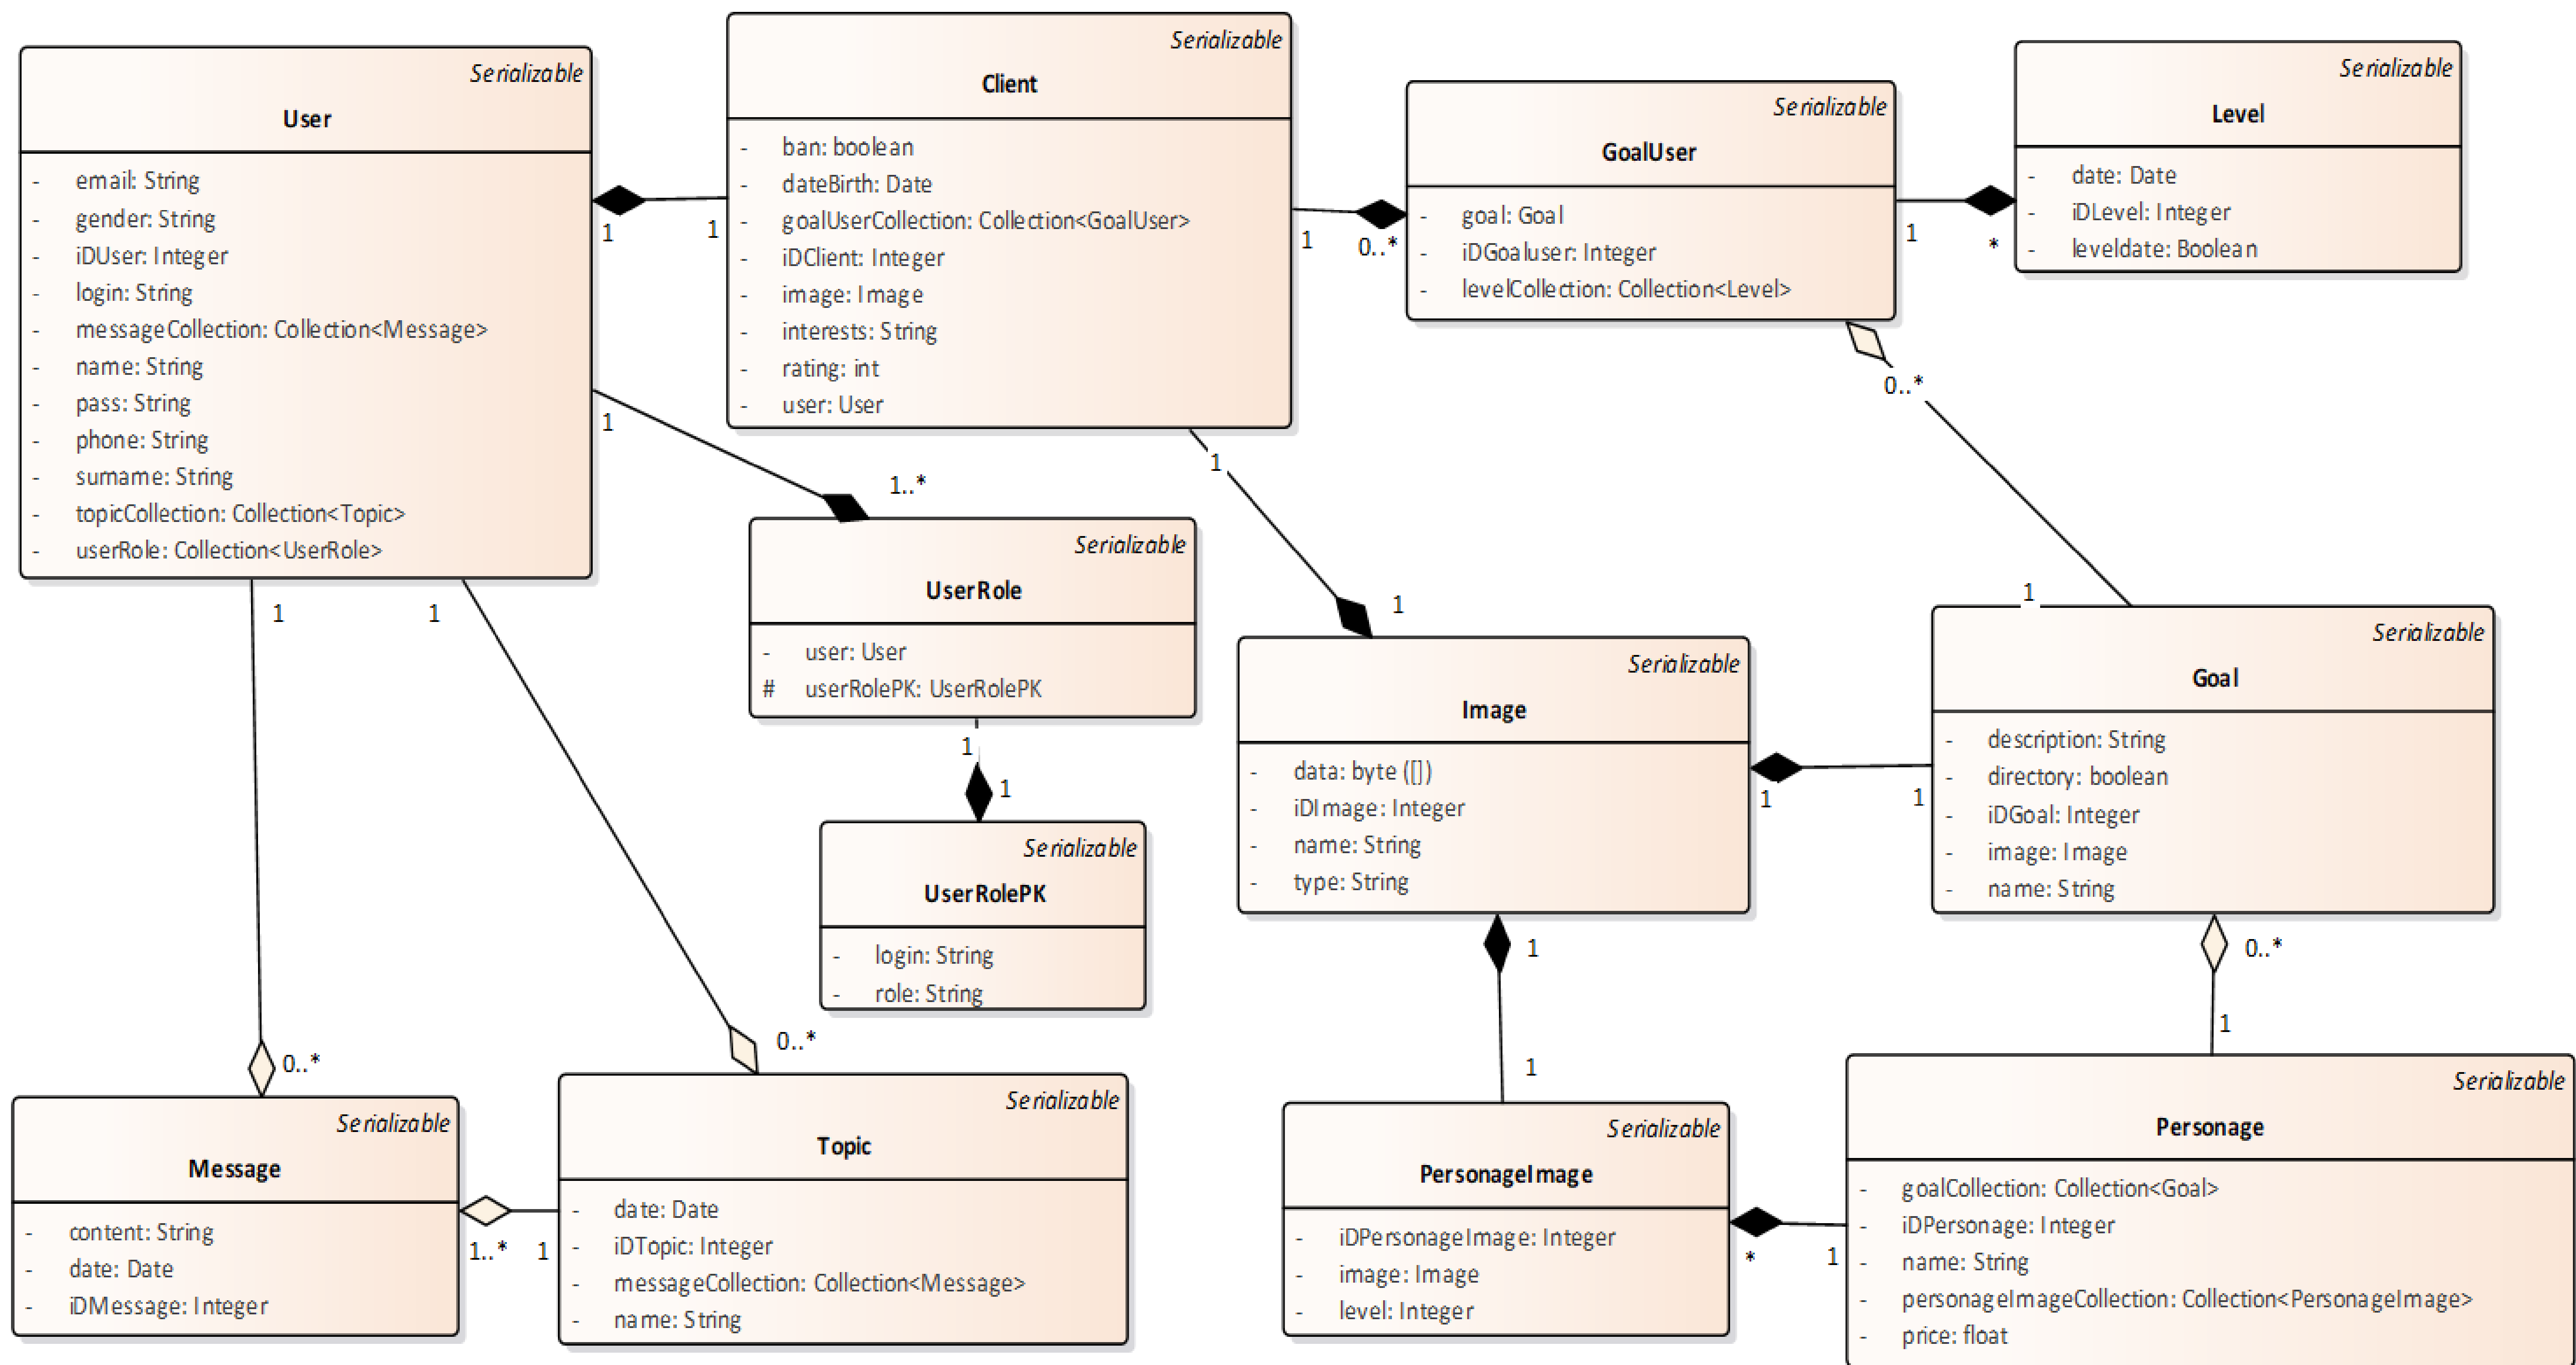 Serializable
User
- email: String
- gender: String
- iDUser: Integer
- login: String
- messageCollection: Collection<Message>
- name: String
- pass: String
- phone: String
- surname: String
- topicCollection: Collection<Topic>
- userRole: Collection<UserRole>
Serializable
Client
- ban: boolean
- dateBirth: Date
- goalUserCollection: Collection<GoalUser>
- iDClient: Integer
- image: Image
- interests: String
- rating: int
- user: User
Serializable
GoalUser
- goal: Goal
- iDGoaluser: Integer
- levelCollection: Collection<Level>
Serializable
Level
- date: Date
- iDLevel: Integer
- leveldate: Boolean
1
1
1
0..*
1
*
0..*
1
1
1..*
1
1
1
1
Serializable
UserRole
- user: User
# userRolePK: UserRolePK
1
1
Serializable
UserRolePK
- login: String
- role: String
Serializable
Image
- data: byte ([])
- iDImage: Integer
- name: String
- type: String
1
1
Serializable
Goal
- description: String
- directory: boolean
- iDGoal: Integer
- image: Image
- name: String
0..*
0..*
1
1
0..*
1
Serializable
Message
- content: String
- date: Date
- iDMessage: Integer
1..*
1
Serializable
Topic
- date: Date
- iDTopic: Integer
- messageCollection: Collection<Message>
- name: String
Serializable
PersonageImage
- iDPersonageImage: Integer
- image: Image
- level: Integer
*
1
Serializable
Personage
- goalCollection: Collection<Goal>
- iDPersonage: Integer
- name: String
- personageImageCollection: Collection<PersonageImage>
- price: float